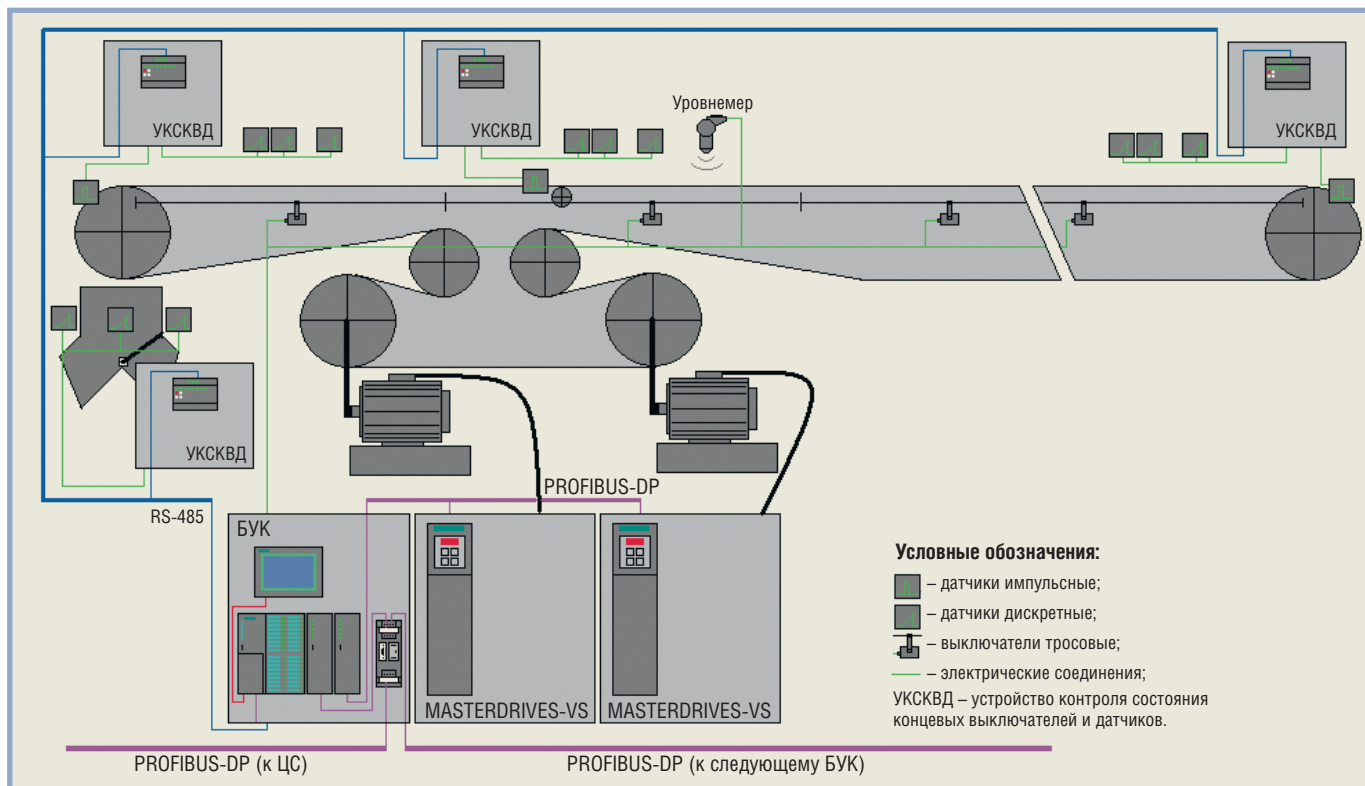 УКСКВД
УКСКВД
Уровнемер
УКСКВД
УКСКВД
RS-485
PROFIBUS-DP
БУК
MASTERDRIVES-VS
MASTERDRIVES-VS
Условные обозначения:
– датчики импульсные;
– датчики дискретные;
– выключатели тросовые;
– электрические соединения;
УКСКВД – устройство контроля состояния
концевых выключателей и датчиков.
PROFIBUS-DP (к ЦС)
PROFIBUS-DP (к следующему БУК)